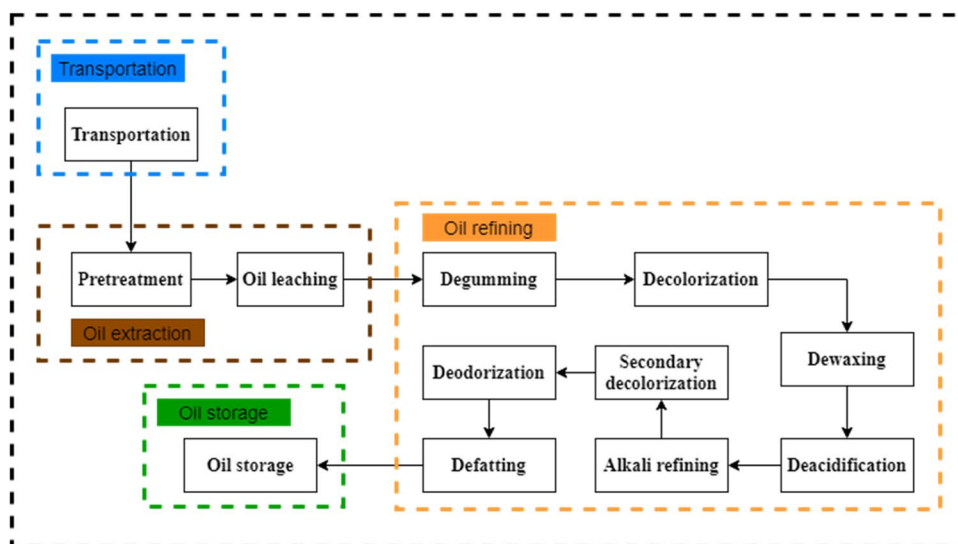 Transportation
Transportation
Oil refining
Pretreatment
Oil leaching
Degumming
Decolorization
Oil extraction
Dewaxing
Deodorization
Secondary
decolorization
Oil storage
Oil storage
Defatting
Alkali refining
Deacidification